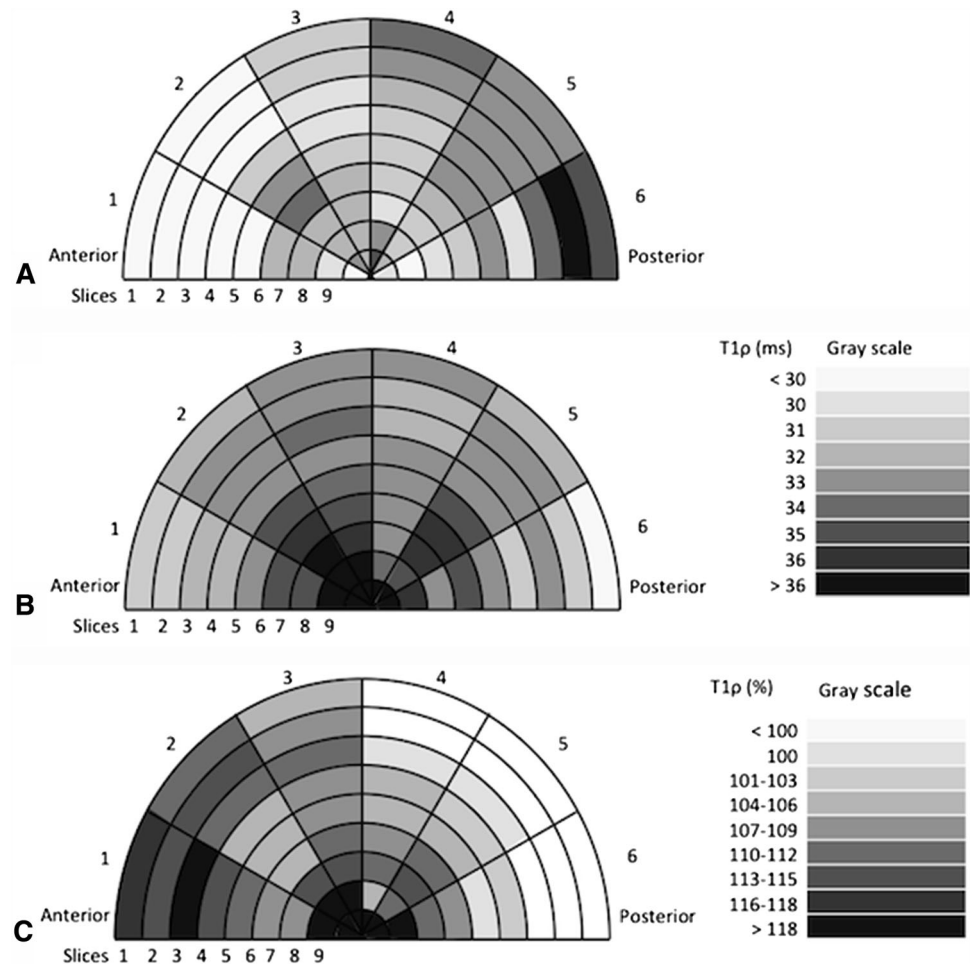 3 4
2 5
1 6
Anterior Posterior
A
Slices 1 2 3 4 5 6 7 8 9
3 4
2 5
1 6
Anterior Posterior
B
Slices 1 2 3 4 5 6 7 8 9
T1ρ (ms) Gray scale
< 30
30
31
32
33
34
35
36
> 36
3 4
2 5
1 6
Anterior Posterior
C
Slices 1 2 3 4 5 6 7 8 9
T1ρ (%) Gray scale
< 100
100
101-103
104-106
107-109
110-112
113-115
116-118
> 118